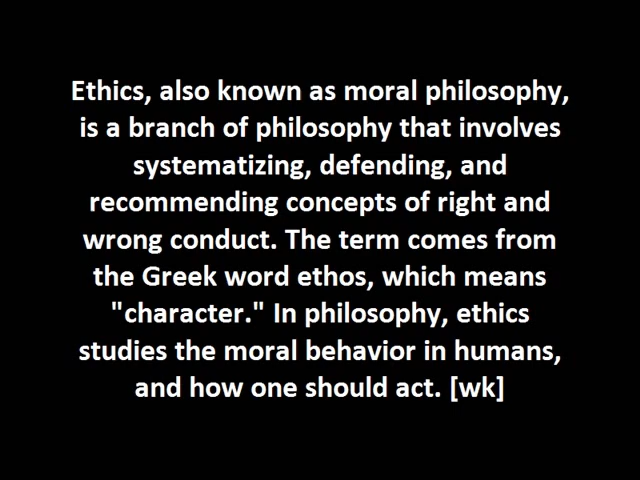 Ethics, also known as moral philosophy,
is a branch of philosophy that involves
systematizing, defending, and
recommending concepts of right and
wrong conduct. The term comes from
the Greek word ethos, which means
"character." In philosophy, ethics
studies the moral behavior in humans,
and how one should act. [wk]